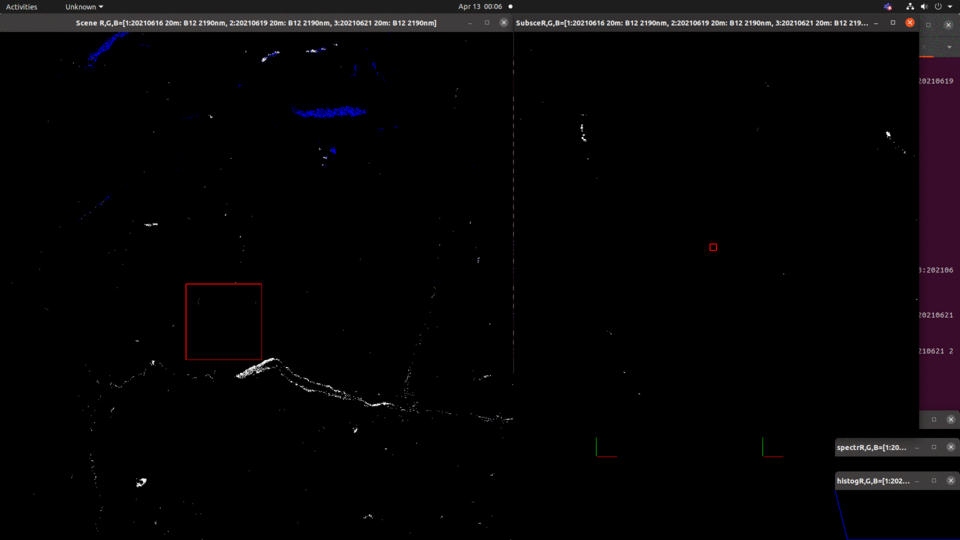 Activities
Unknown
Apr 13 00:06
Scene R,G,B=[1:20210616 20m: B12 2190nm, 2:20210619 20m: B12 2190nm, 3:20210621 20m: B12 2190nm]
SubsceR,G,B=[1:20210616 20m: B12 2190nm, 2:20210619 20m: B12 2190nm, 3:20210621 20m: B12 219...
20210619
3:202106
20210621
20210621 2
spectrR,G,B=[1:20...
histogR,G,B=[1:202...